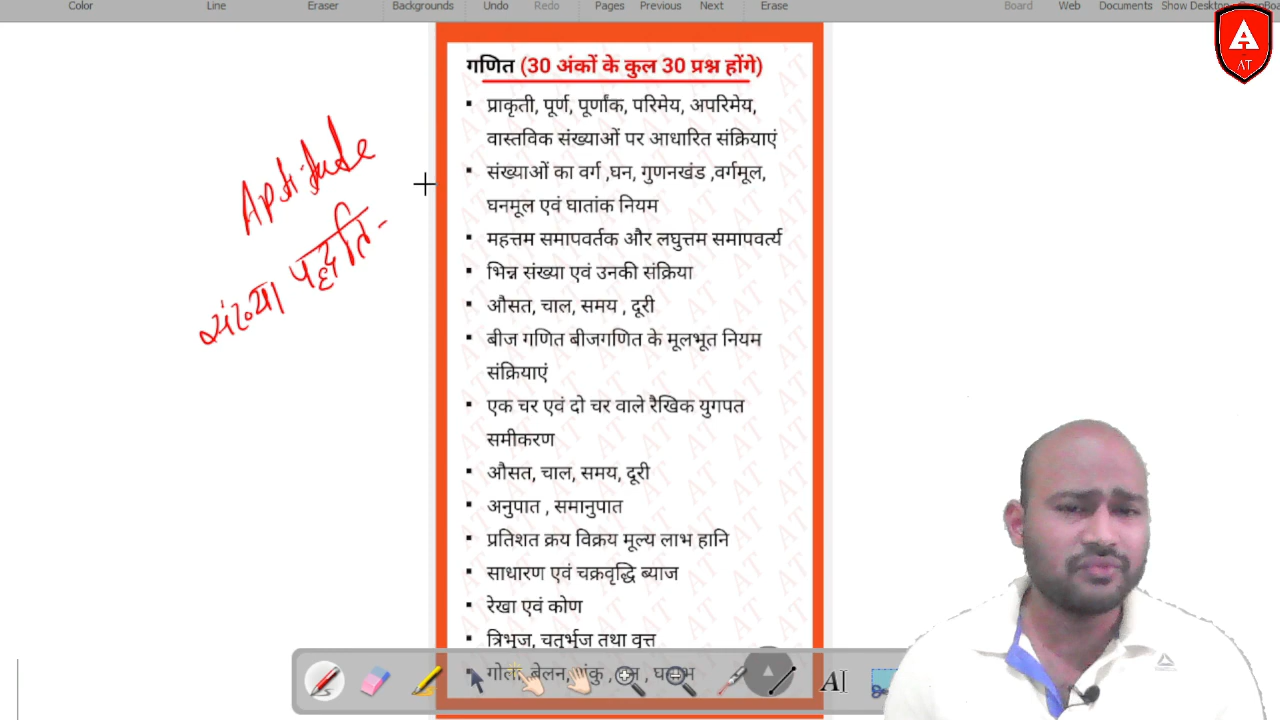 Color Line Eraser Backgrounds Undo Redo Pages Previous Next Erase Board Web Documents Show Desktop
AT
गणित (30 अंकों के कुल 30 प्रश्न होंगे)
▪ प्राकृती, पूर्ण, पूर्णांक, परिमेय, अपरिमेय,
वास्तविक संख्याओं पर आधारित संक्रियाएं
▪ संख्याओं का वर्ग ,घन, गुणनखंड ,वर्गमूल,
घनमूल एवं घातांक नियम
▪ महत्तम समापवर्तक और लघुत्तम समापवर्त्य
▪ भिन्न संख्या एवं उनकी संक्रिया
▪ औसत, चाल, समय , दूरी
▪ बीज गणित बीजगणित के मूलभूत नियम
संक्रियाएं
▪ एक चर एवं दो चर वाले रैखिक युगपत
समीकरण
▪ औसत, चाल, समय, दूरी
▪ अनुपात , समानुपात
▪ प्रतिशत क्रय विक्रय मूल्य लाभ हानि
▪ साधारण एवं चक्रवृद्धि ब्याज
▪ रेखा एवं कोण
▪ त्रिभुज, चतुर्भुज तथा वृत्त
गोला, बेलन,
Aptitude
संख्या पद्धति-